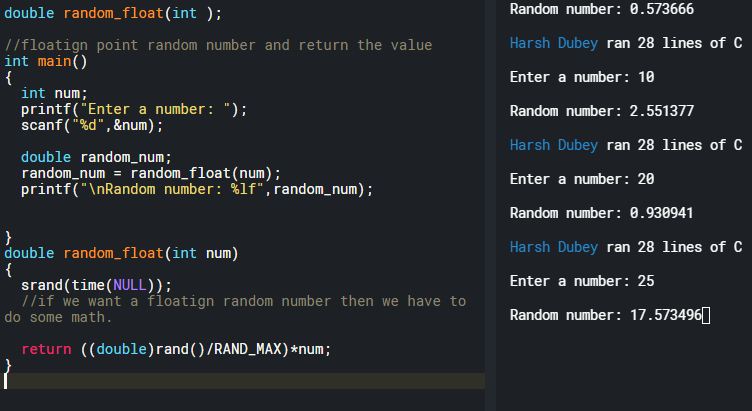 double random_float(int );
//floatign point random number and return the value
int main()
{
int num;
printf("Enter a number: ");
scanf("%d",&num);
double random_num;
random_num = random_float(num);
printf("\nRandom number: %lf",random_num);
}
double random_float(int num)
{
srand(time(NULL));
//if we want a floatign random number then we have to
do some math.
return ((double)rand()/RAND_MAX)*num;
}
Random number: 0.573666
Harsh Dubey ran 28 lines of C
Enter a number: 10
Random number: 2.551377
Harsh Dubey ran 28 lines of C
Enter a number: 20
Random number: 0.930941
Harsh Dubey ran 28 lines of C
Enter a number: 25
Random number: 17.573496